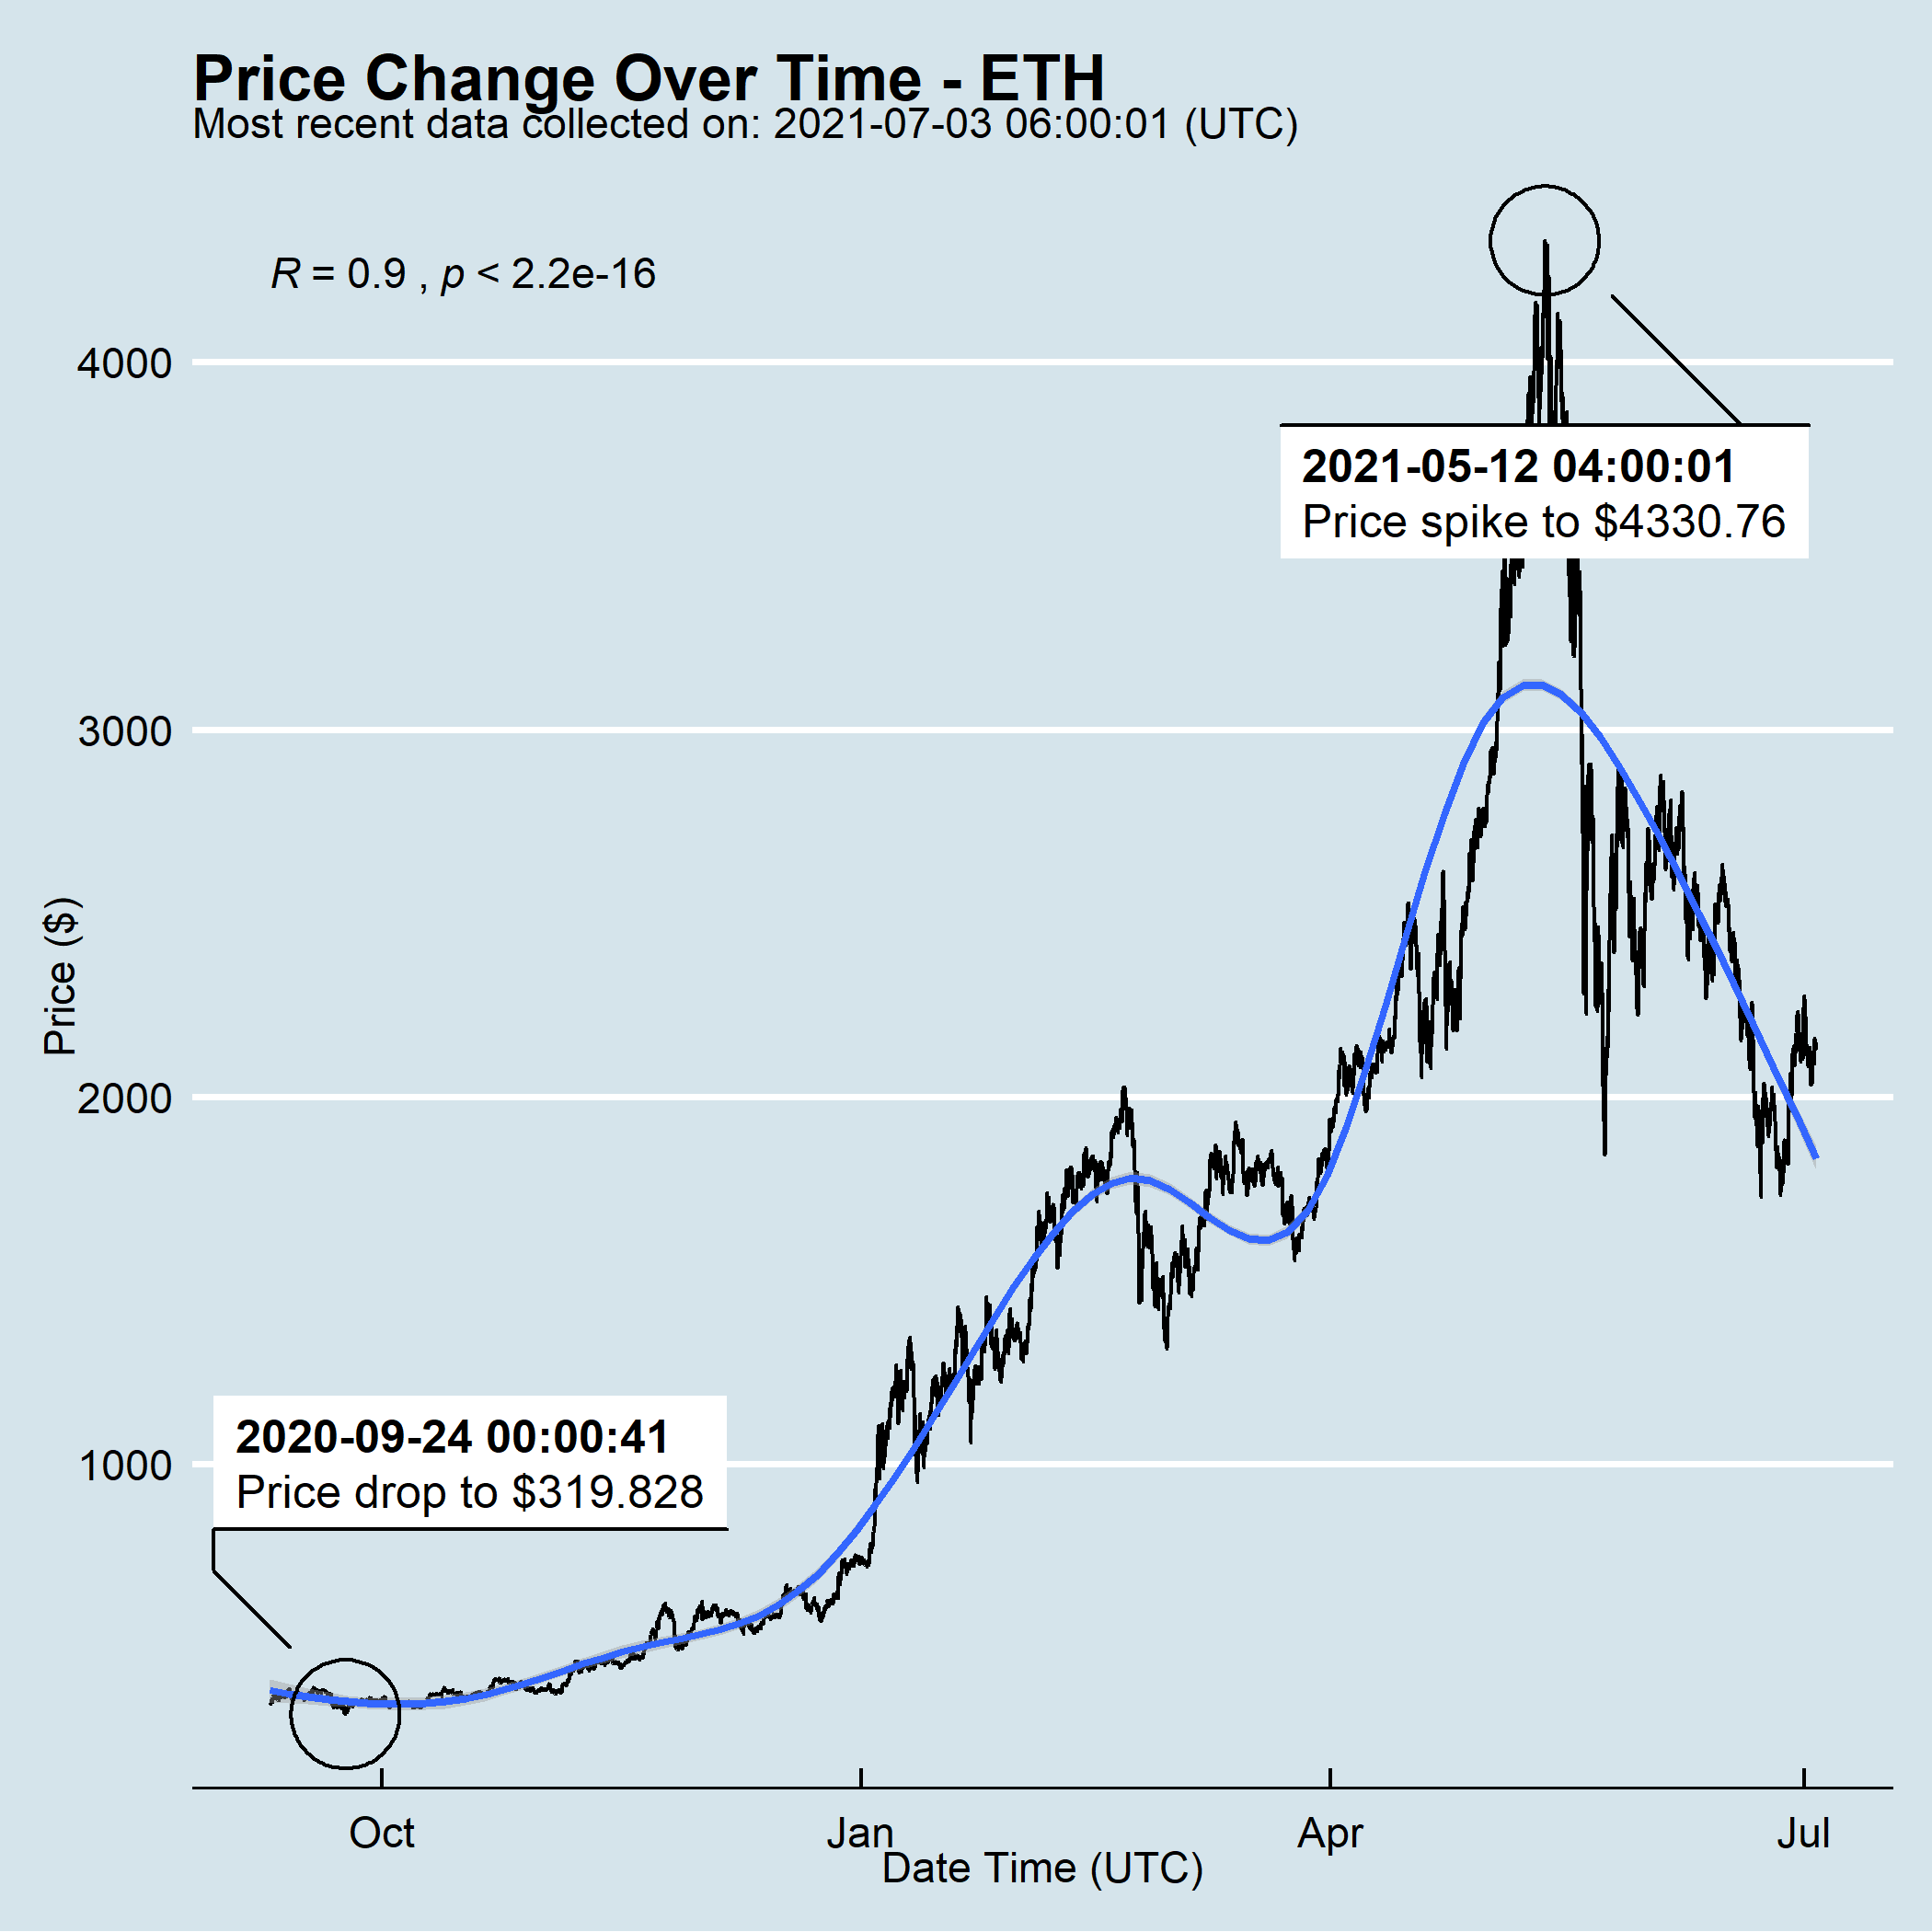 Price Change Over Time - ETH
Most recent data collected on: 2021-07-03 06:00:01 (UTC)
R = 0.9 , p < 2.2e-16
4000
2021-05-12 04:00:01
Price spike to $4330.76
3000
Price ($)
2000
2020-09-24 00:00:41
Price drop to $319.828
1000
Oct
Jan
Apr
Jul
Date Time (UTC)